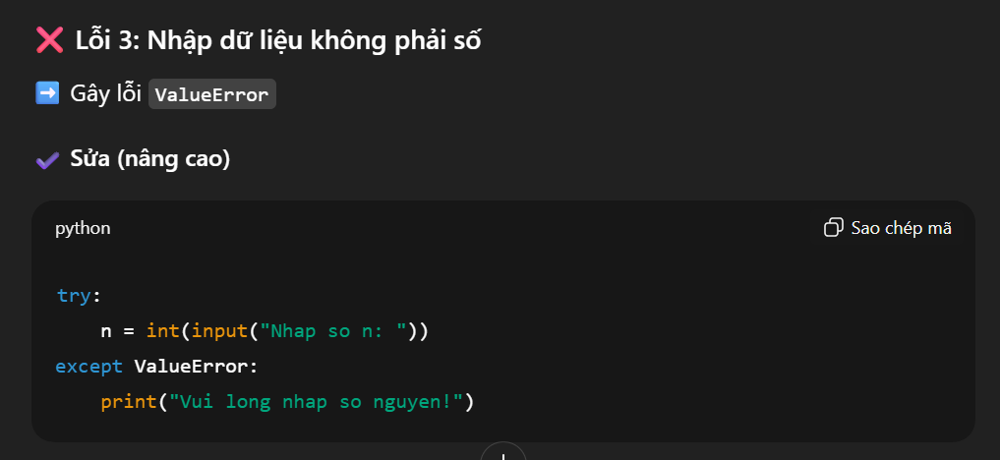 ❌ Lỗi 3: Nhập dữ liệu không phải số
➡️ Gây lỗi ValueError
✔️ Sửa (nâng cao)
python
Sao chép mã
try:
    n = int(input("Nhap so n: "))
except ValueError:
    print("Vui long nhap so nguyen!")